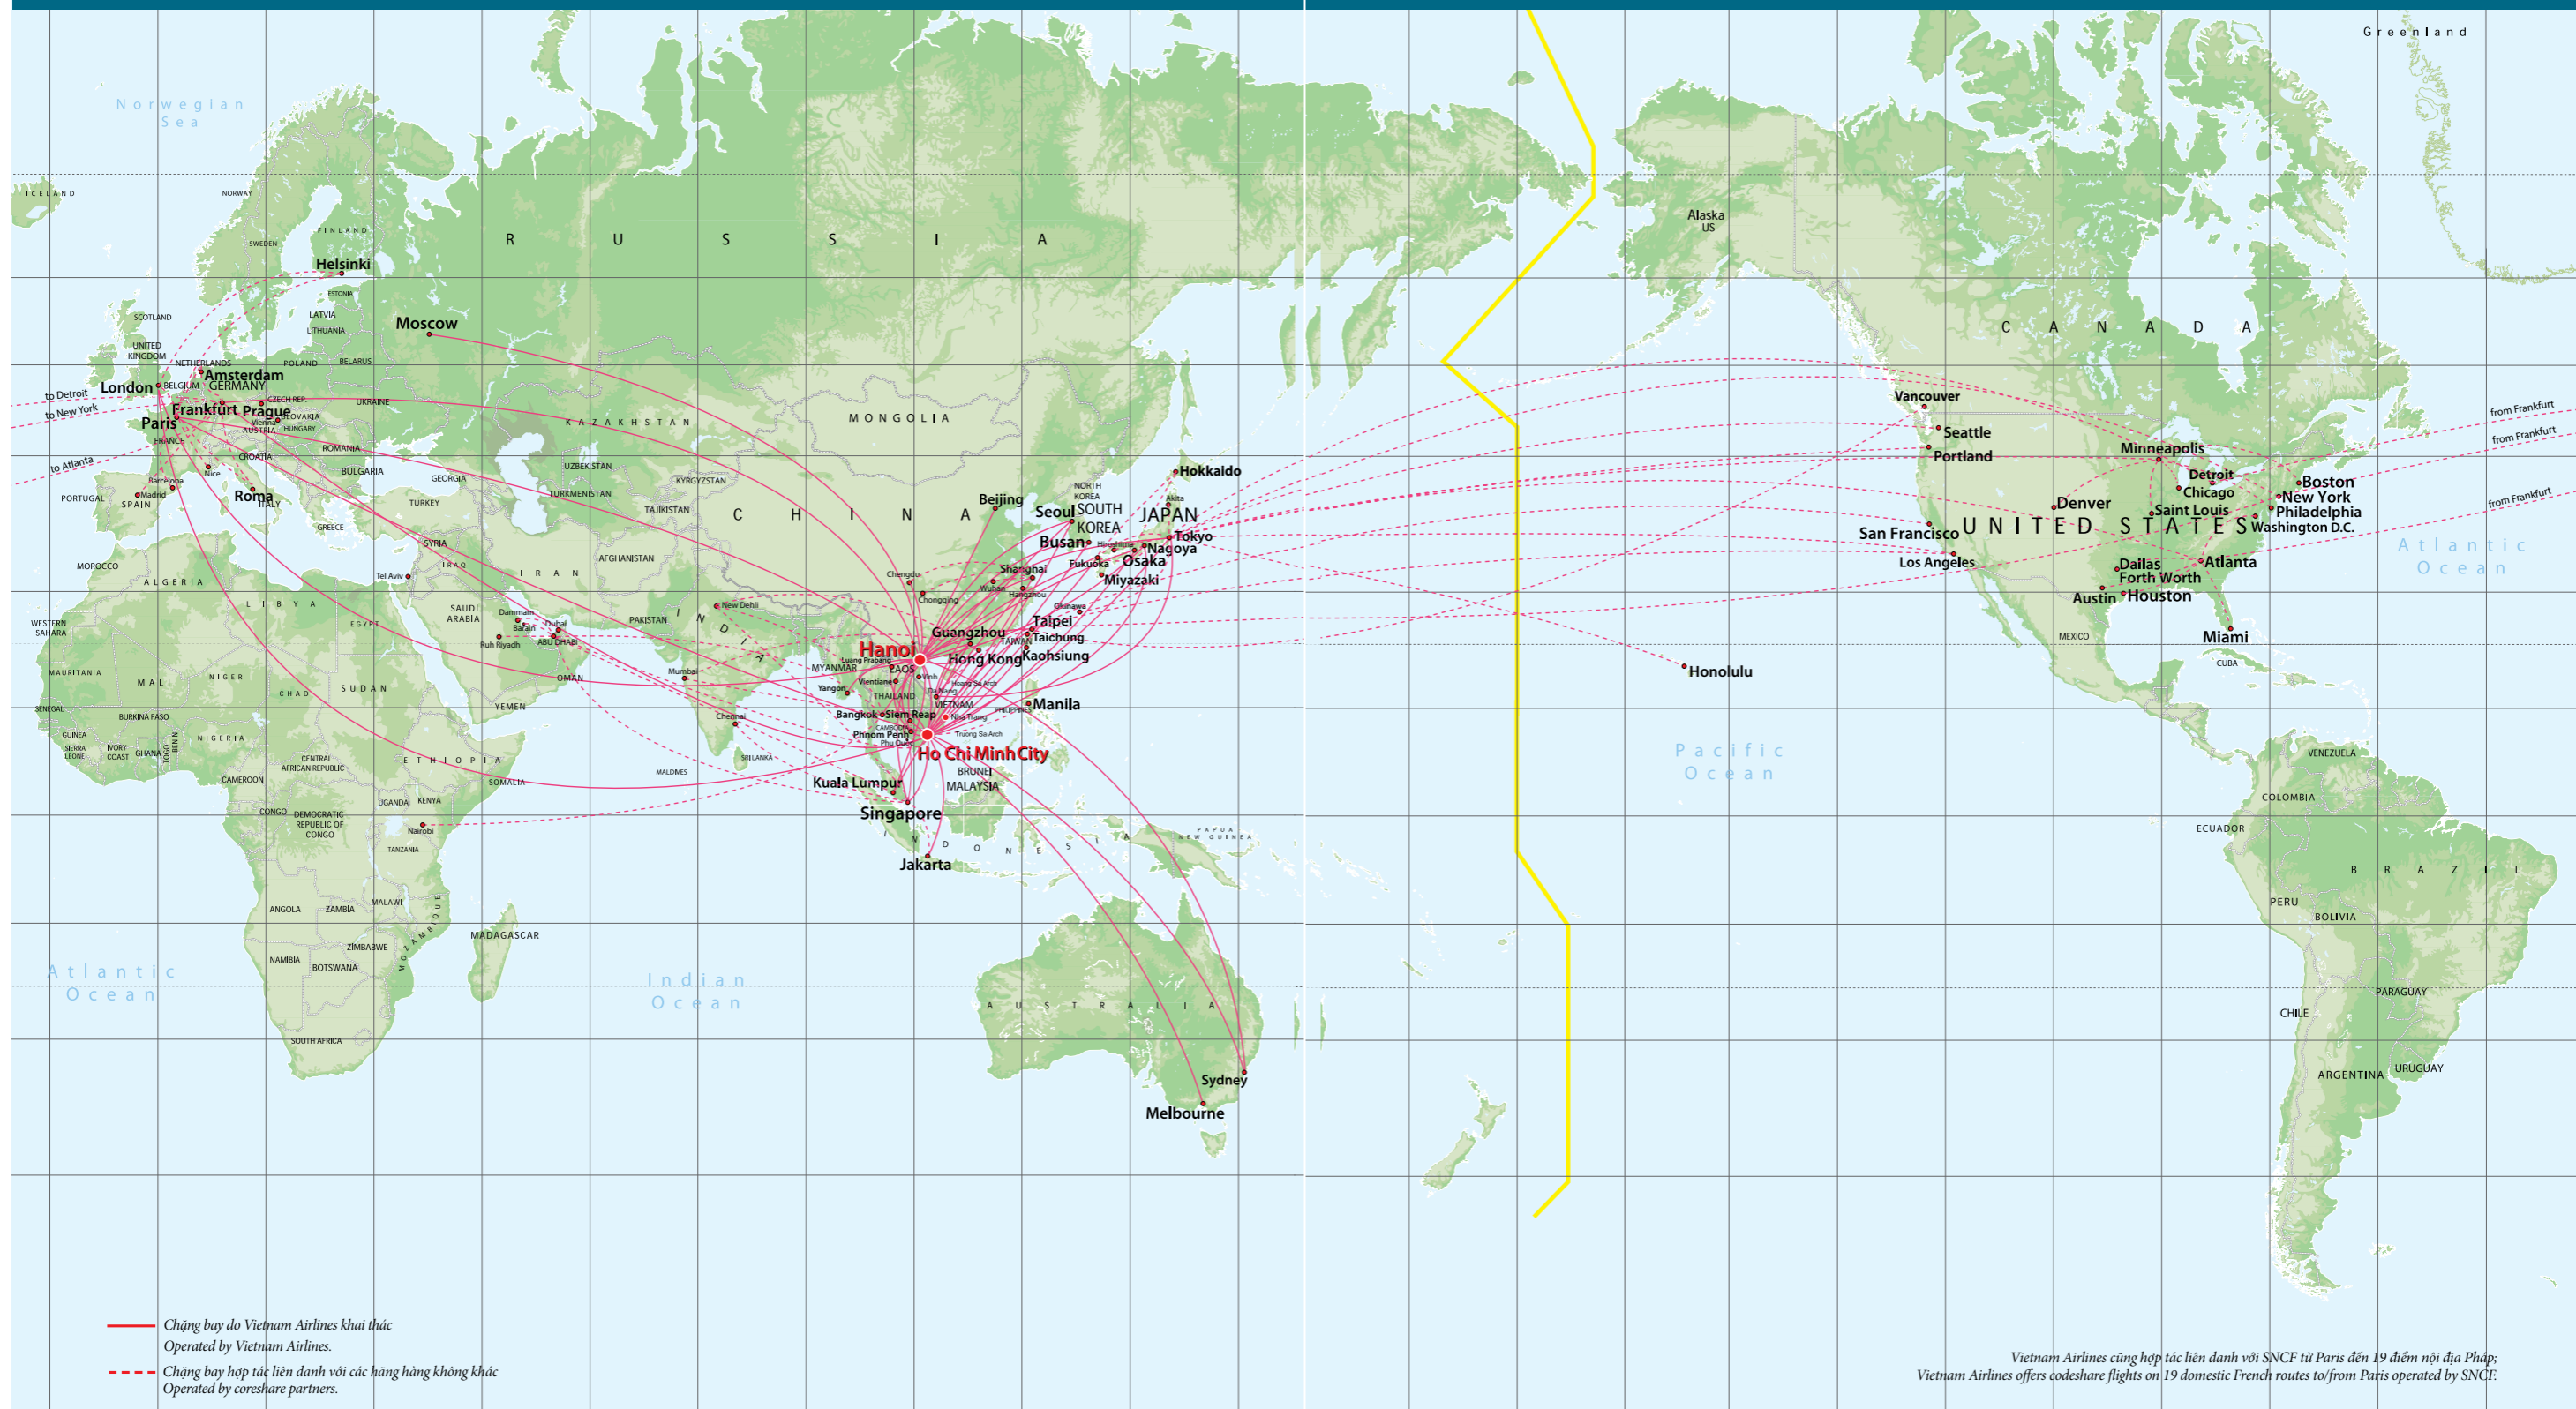 Greenland
Norwegian
Sea
ICELAND
NORWAY
SWEDEN
FINLAND
Helsinki
ESTONIA
LATVIA
LITHUANIA
SCOTLAND
UNITED
KINGDOM
Moscow
RUSSIA
Alaska
US
CANADA
NETHERLANDS
POLAND
BELARUS
Amsterdam
London
BELGIUM
GERMANY
to Detroit
to New York
to Atlanta
Frankfurt
Prague
CZECH REP.
SLOVAKIA
UKRAINE
Paris
Vienna
AUSTRIA
HUNGARY
FRANCE
CROATIA
ROMANIA
BULGARIA
Nice
Barcelona
Madrid
PORTUGAL
SPAIN
Roma
ITALY
GREECE
GEORGIA
TURKEY
KAZAKHSTAN
MONGOLIA
UZBEKISTAN
TURKMENISTAN
KYRGYZSTAN
TAJIKISTAN
CHINA
Beijing
NORTH
KOREA
Seoul
SOUTH
KOREA
Busan
Hokkaido
Akita
JAPAN
Tokyo
Hiroshima
Nagoya
Osaka
Fukuoka
Miyazaki
Vancouver
Seattle
Portland
Minneapolis
Detroit
Chicago
Boston
New York
Philadelphia
Washington D.C.
Denver
Saint Louis
UNITED STATES
San Francisco
Los Angeles
Dallas
Forth Worth
Atlanta
Austin
Houston
Miami
from Frankfurt
from Frankfurt
from Frankfurt
Atlantic
Ocean
MOROCCO
ALGERIA
LIBYA
EGYPT
WESTERN
SAHARA
MAURITANIA
MALI
NIGER
CHAD
SUDAN
SYRIA
IRAQ
IRAN
AFGHANISTAN
Tel Aviv
SAUDI
ARABIA
Dammam
Barain
Dubai
ABU DHABI
Ruh Riyadh
OMAN
YEMEN
PAKISTAN
New Dehli
INDIA
Mumbai
Chennai
SRI LANKA
MALDIVES
Chengdu
Chongqing
Wuhan
Shanghai
Hangzhou
Okinawa
Taipei
TAIWAN
Taichung
Kaohsiung
Guangzhou
Hong Kong
Hanoi
Luang Prabang
LAOS
MYANMAR
Vientiane
Vinh
Yangon
THAILAND
Da Nang
Hoang Sa Arch
VIETNAM
Bangkok
Siem Reap
Nha Trang
CAMBODIA
Phnom Penh
Phu Quoc
Truong Sa Arch
Ho Chi Minh City
PHILIPPINES
Manila
Kuala Lumpur
BRUNEI
MALAYSIA
Singapore
INDONESIA
Jakarta
PAPUA
NEW GUINEA
Honolulu
MEXICO
CUBA
Pacific
Ocean
SENEGAL
GUINEA
SIERRA
LEONE
IVORY
COAST
BURKINA FASO
GHANA
TOGO
BENIN
NIGERIA
CAMEROON
CENTRAL
AFRICAN REPUBLIC
ETHIOPIA
SOMALIA
UGANDA
KENYA
CONGO
DEMOCRATIC
REPUBLIC OF
CONGO
Nairobi
TANZANIA
ANGOLA
ZAMBIA
MALAWI
MOZAMBIQUE
ZIMBABWE
NAMIBIA
BOTSWANA
MADAGASCAR
SOUTH AFRICA
Atlantic
Ocean
Indian
Ocean
AUSTRALIA
Sydney
Melbourne
VENEZUELA
COLOMBIA
ECUADOR
BRAZIL
PERU
BOLIVIA
PARAGUAY
CHILE
ARGENTINA
URUGUAY
Chặng bay do Vietnam Airlines khai thác
Operated by Vietnam Airlines.
Chặng bay hợp tác liên danh với các hãng hàng không khác
Operated by coreshare partners.
Vietnam Airlines cũng hợp tác liên danh với SNCF từ Paris đến 19 điểm nội địa Pháp;
Vietnam Airlines offers codeshare flights on 19 domestic French routes to/from Paris operated by SNCF.